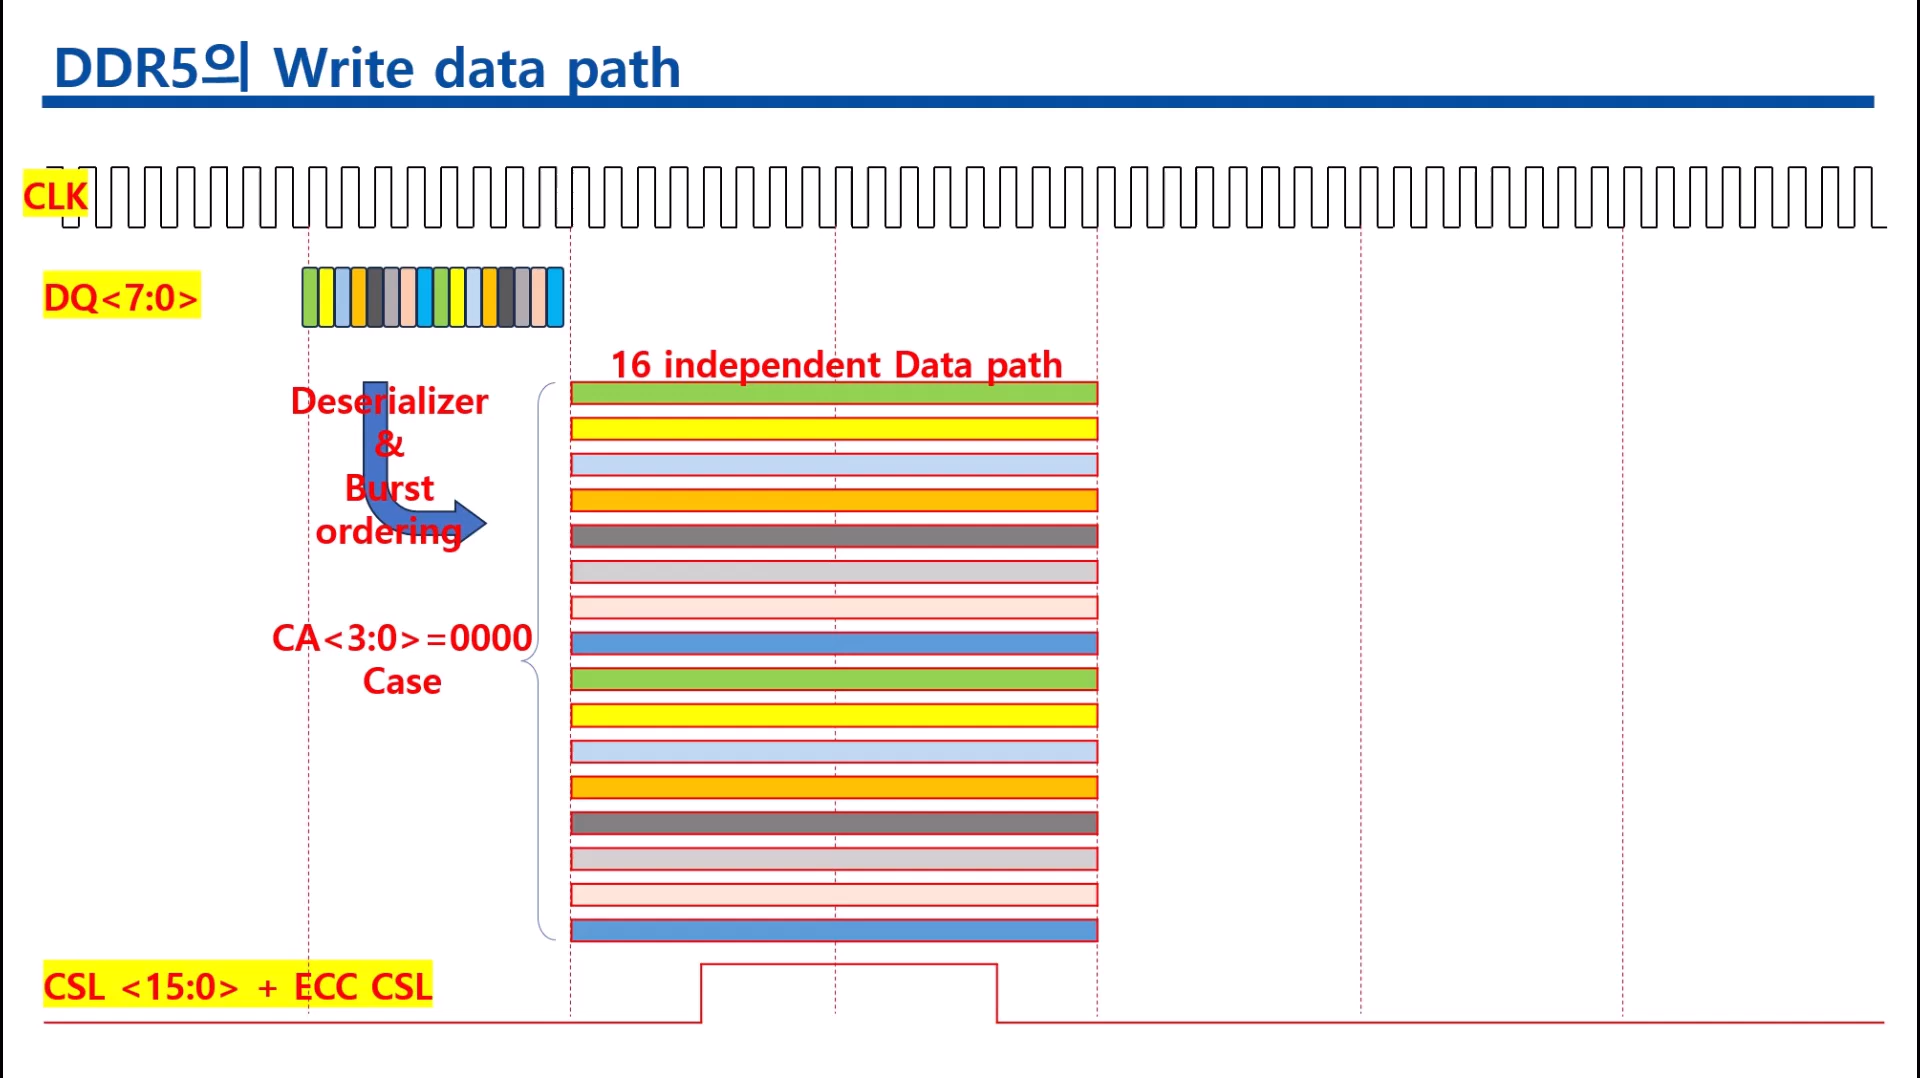 DDR5의 Write data path
CLK
DQ<7:0>
16 independent Data path
Deserializer
&
Burst
ordering
CA<3:0>=0000
Case
CSL <15:0> + ECC CSL